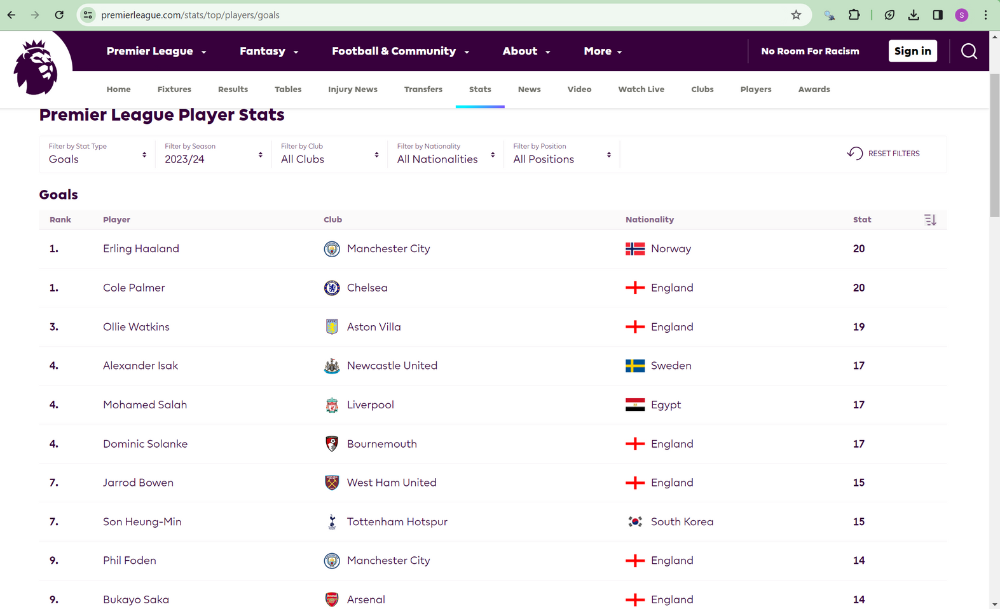 premierleague.com/stats/top/players/goals
S
Premier League Fantasy Football & Community About More No Room For Racism Sign in
Home Fixtures Results Tables Injury News Transfers Stats News Video Watch Live Clubs Players Awards
Premier League Player Stats
Filter by Stat Type Filter by Season Filter by Club Filter by Nationality Filter by Position
Goals 2023/24 All Clubs All Nationalities All Positions RESET FILTERS
Goals
Rank Player Club Nationality Stat
1. Erling Haaland Manchester City Norway 20
1. Cole Palmer Chelsea England 20
3. Ollie Watkins Aston Villa England 19
4. Alexander Isak Newcastle United Sweden 17
4. Mohamed Salah Liverpool Egypt 17
4. Dominic Solanke Bournemouth England 17
7. Jarrod Bowen West Ham United England 15
7. Son Heung-Min Tottenham Hotspur South Korea 15
9. Phil Foden Manchester City England 14
9. Bukayo Saka Arsenal England 14